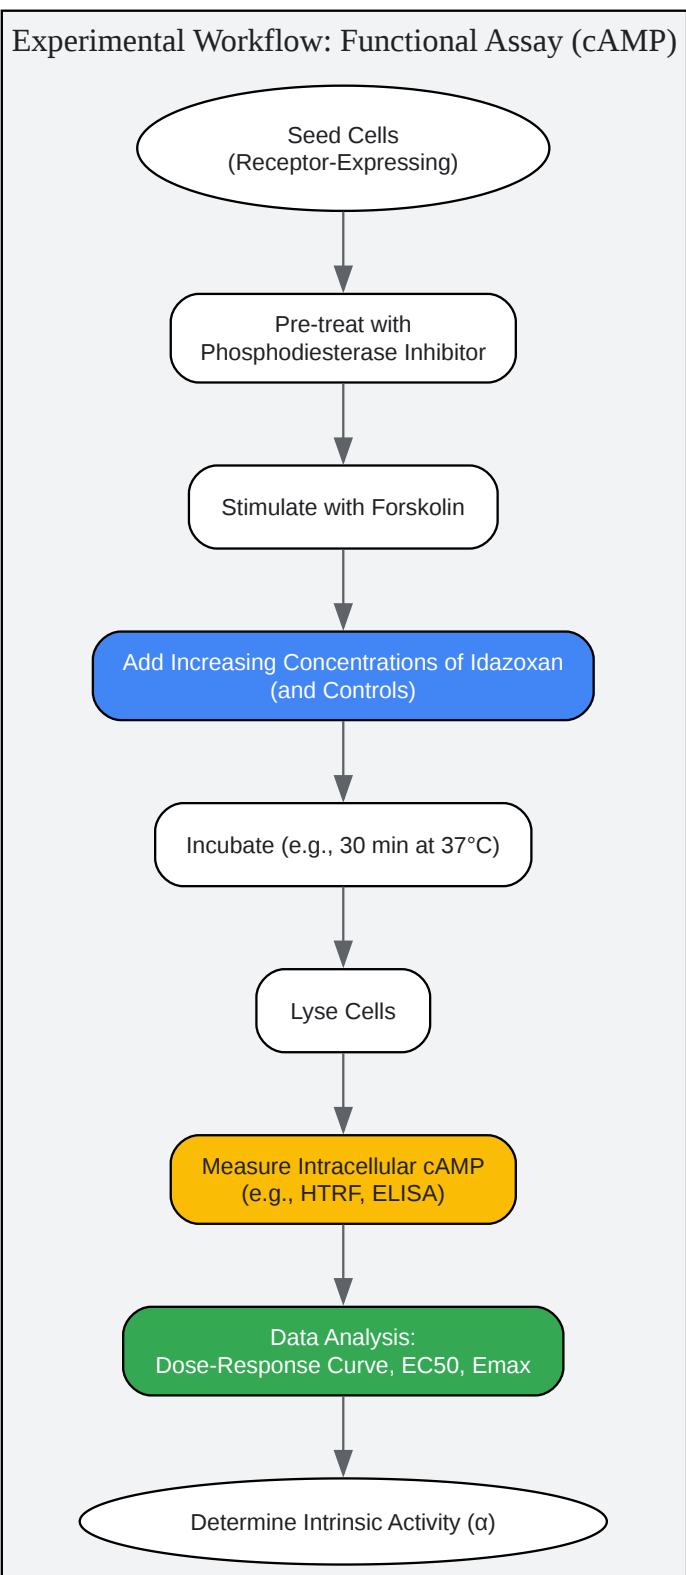 Experimental Workflow: Functional Assay (cAMP)
Seed Cells
(Receptor-Expressing)
Pre-treat with
Phosphodiesterase Inhibitor
Stimulate with Forskolin
Add Increasing Concentrations of Idazoxan
(and Controls)
Incubate (e.g., 30 min at 37°C)
Lyse Cells
Measure Intracellular cAMP
(e.g., HTRF, ELISA)
Data Analysis:
Dose-Response Curve, EC50, Emax
Determine Intrinsic Activity (α)